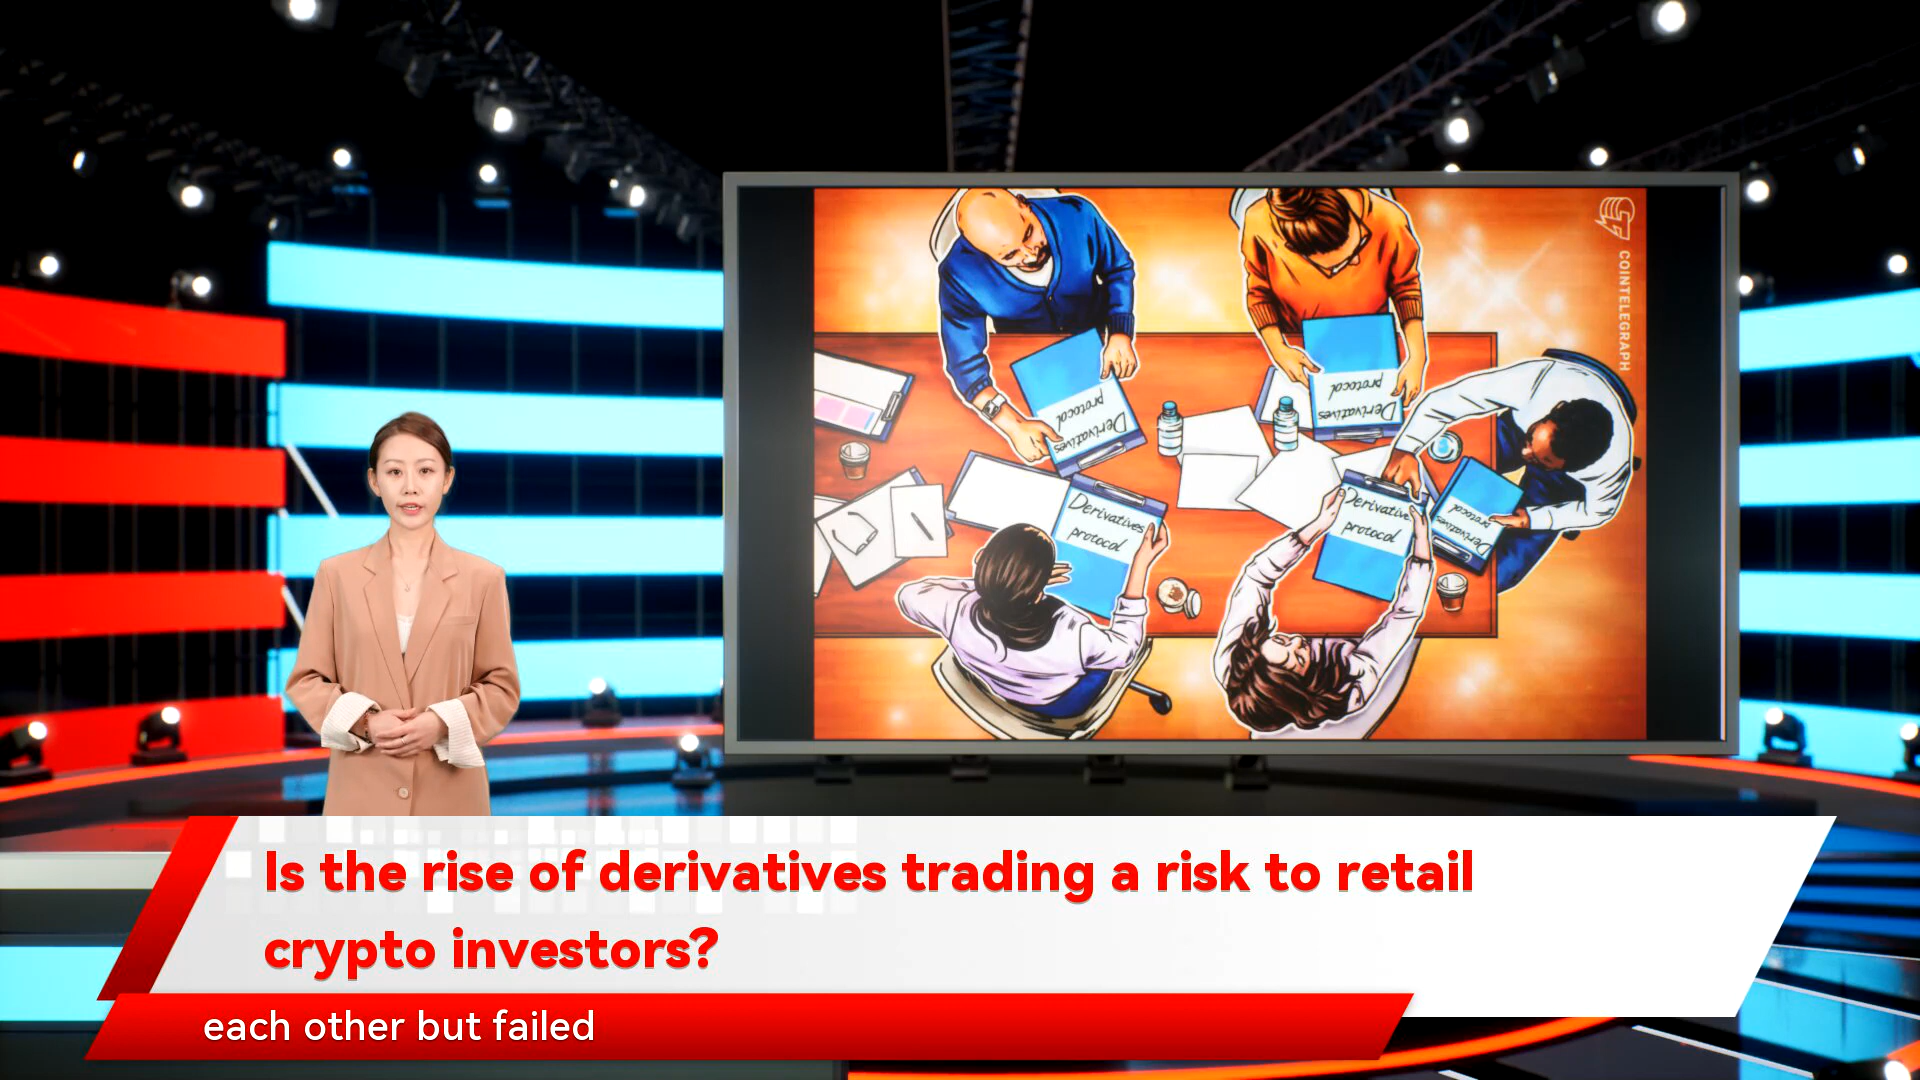 COINTELEGRAPH
Derivatives
protocol
Derivatives
protocol
Derivatives
protocol
Derivative
protocol
Derivatives
protocol
Is the rise of derivatives trading a risk to retail
crypto investors?
each other but failed